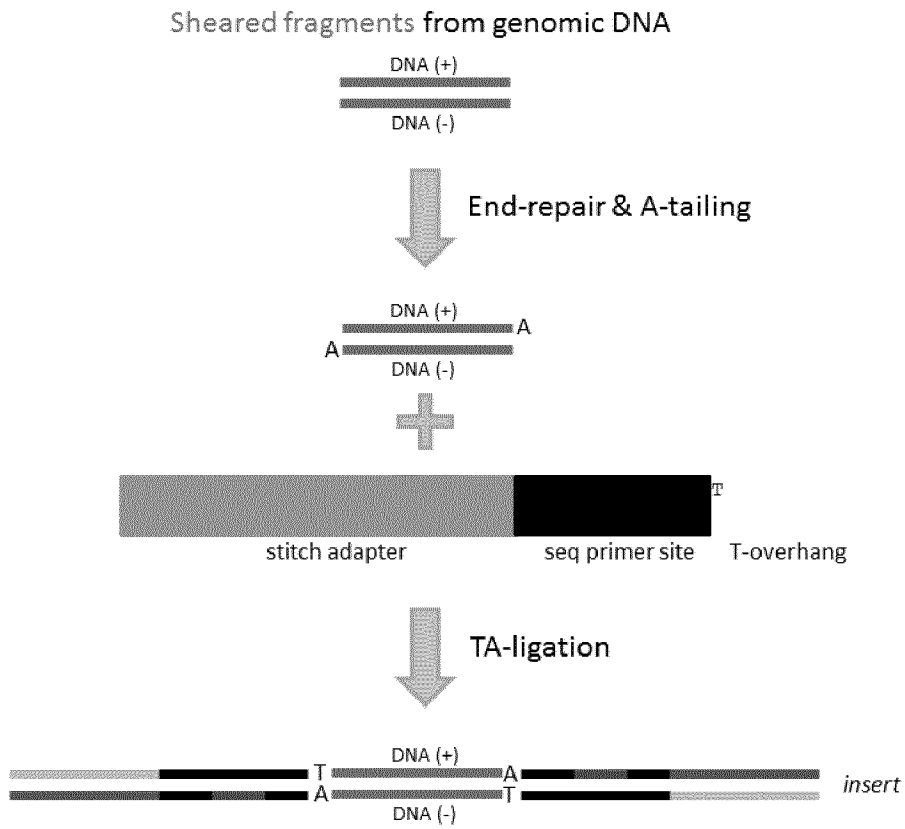 Sheared fragments from genomic DNA
DNA (+)
DNA (-)
End-repair & A-tailing
DNA (+)
A
A
DNA (-)
T
stitch adapter seq primer site T-overhang
TA-ligation
DNA (+)
T A
insert
A T
DNA (-)